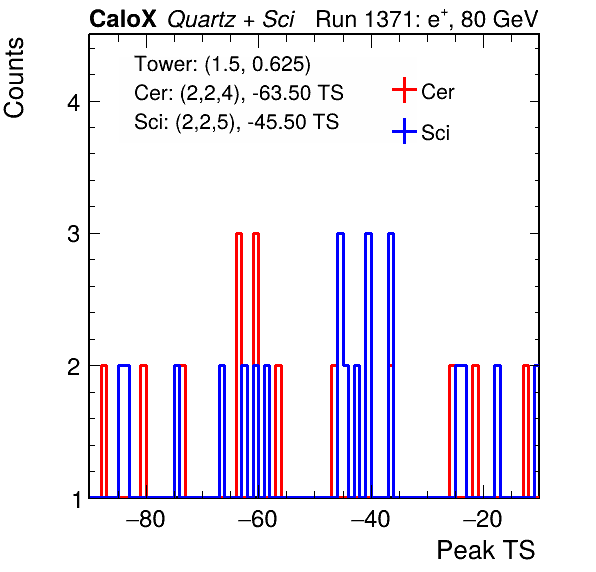 CaloX Quartz + Sci Run 1371: e+, 80 GeV
Tower: (1.5, 0.625)
Cer: (2,2,4), -63.50 TS
Sci: (2,2,5), -45.50 TS
Cer
Sci
Counts
4
3
2
1
−80 −60 −40 −20
Peak TS